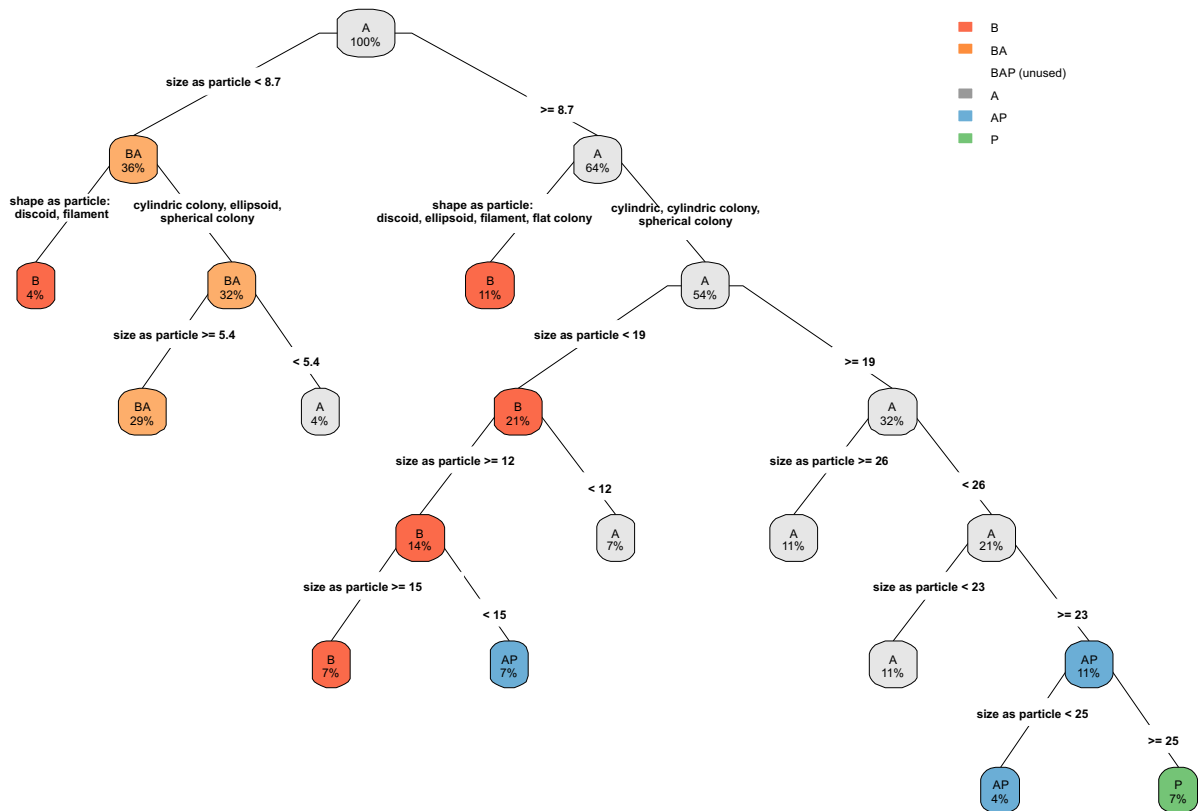 A
100%
B
BA
BAP (unused)
A
AP
P
size as particle < 8.7
>= 8.7
BA
36%
A
64%
shape as particle:
discoid, filament
cylindric colony, ellipsoid,
spherical colony
shape as particle:
discoid, ellipsoid, filament, flat colony
cylindric, cylindric colony,
spherical colony
B
4%
BA
32%
B
11%
A
54%
size as particle >= 5.4
< 5.4
size as particle < 19
>= 19
BA
29%
A
4%
B
21%
A
32%
size as particle >= 12
< 12
size as particle >= 26
< 26
B
14%
A
7%
A
11%
A
21%
size as particle >= 15
< 15
size as particle < 23
>= 23
B
7%
AP
7%
A
11%
AP
11%
size as particle < 25
>= 25
AP
4%
P
7%